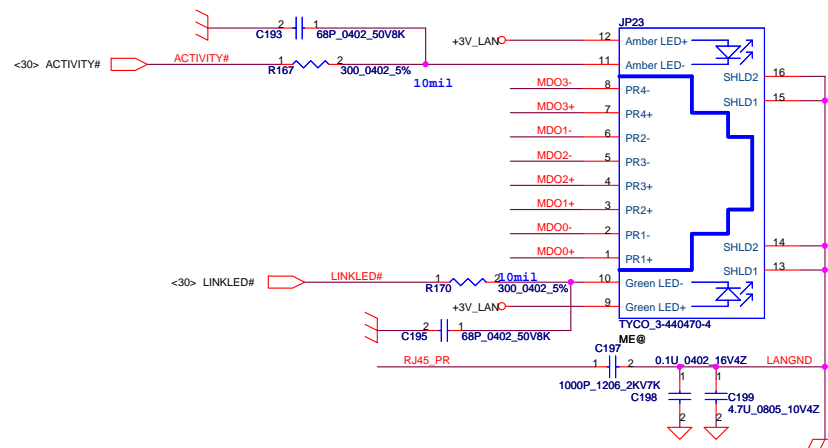 JP23
2 1
C193 68P_0402_50V8K
+3V_LAN 12 Amber LED+
<30> ACTIVITY# ACTIVITY# 1 2 11 Amber LED-
R167 300_0402_5%
10mil
SHLD2 16
MDO3- 8 PR4-
SHLD1 15
MDO3+ 7 PR4+
MDO1- 6 PR2-
MDO2- 5 PR3-
MDO2+ 4 PR3+
MDO1+ 3 PR2+
MDO0- 2 PR1-
SHLD2 14
MDO0+ 1 PR1+
SHLD1 13
<30> LINKLED# LINKLED# 1 2 10mil 10 Green LED-
R170 300_0402_5%
+3V_LAN 9 Green LED+
2 1
C195 68P_0402_50V8K
TYCO_3-440470-4
ME@
C197
RJ45_PR 1 2 0.1U_0402_16V4Z LANGND
1000P_1206_2KV7K
1 1
C198 C199
4.7U_0805_10V4Z
2 2